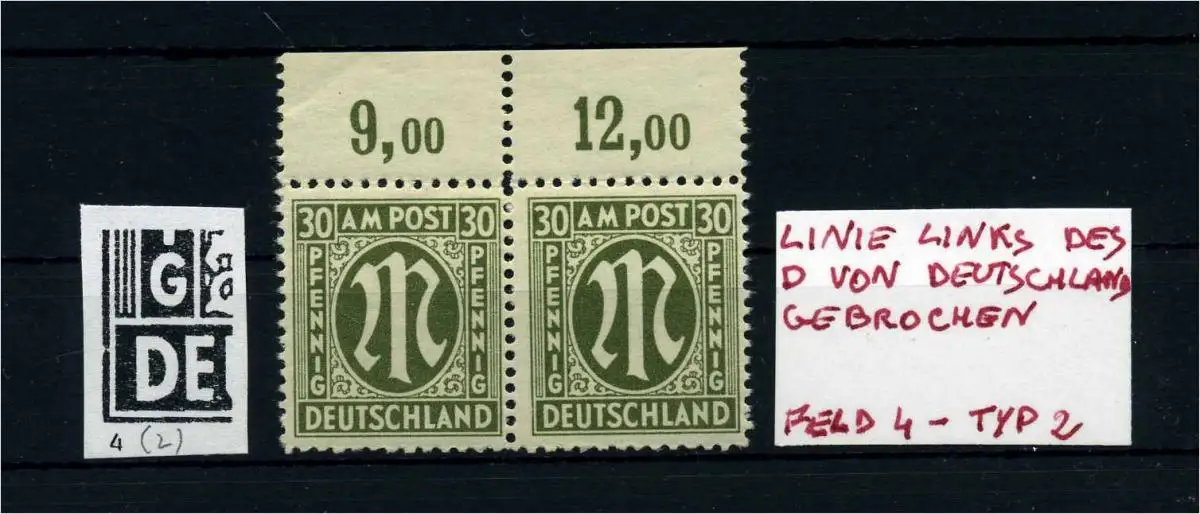 G
DE
4 (2)
9,00
12,00
30 AM POST 30
PFENNIG
PFENNIG
DEUTSCHLAND
30 AM POST 30
PFENNIG
PFENNIG
DEUTSCHLAND
LINIE LINKS DES
D VON DEUTSCHLAND
GEBROCHEN
FELD 4 - TYP 2